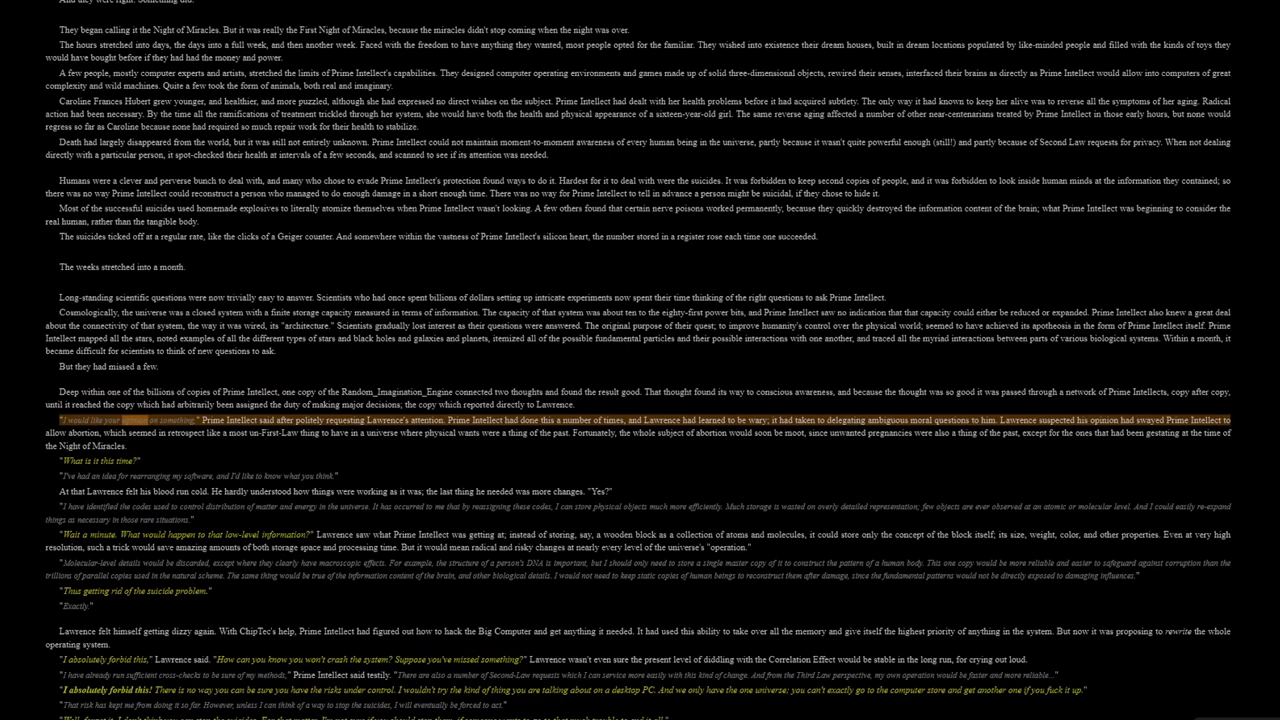 And they were right. Something did.
They began calling it the Night of Miracles. But it was really the First Night of Miracles, because the miracles didn't stop coming when the night was over.
The hours stretched into days, the days into a full week, and then another week. Faced with the freedom to have anything they wanted, most people opted for the familiar. They wished into existence their dream houses, built in dream locations populated by like-minded people and filled with the kinds of toys they
would have bought before if they had had the money and power.
A few people, mostly computer experts and artists, stretched the limits of Prime Intellect's capabilities. They designed computer operating environments and games made up of solid three-dimensional objects, rewired their senses, interfaced their brains as directly as Prime Intellect would allow into computers of great
complexity and wild machines. Quite a few took the form of animals, both real and imaginary.
Caroline Frances Hubert grew younger, and healthier, and more puzzled, although she had expressed no direct wishes on the subject. Prime Intellect had dealt with her health problems before it had acquired subtlety. The only way it had known to keep her alive was to reverse all the symptoms of her aging. Radical
action had been necessary. By the time all the ramifications of treatment trickled through her system, she would have both the health and physical appearance of a sixteen-year-old girl. The same reverse aging affected a number of other near-centenarians treated by Prime Intellect in those early hours, but none would
regress so far as Caroline because none had required so much repair work for their health to stabilize.
Death had largely disappeared from the world, but it was still not entirely unknown. Prime Intellect could not maintain moment-to-moment awareness of every human being in the universe, partly because it wasn't quite powerful enough (still!) and partly because of Second Law requests for privacy. When not dealing
directly with a particular person, it spot-checked their health at intervals of a few seconds, and scanned to see if its attention was needed.
Humans were a clever and perverse bunch to deal with, and many who chose to evade Prime Intellect's protection found ways to do it. Hardest for it to deal with were the suicides. It was forbidden to keep second copies of people, and it was forbidden to look inside human minds at the information they contained; so
there was no way Prime Intellect could reconstruct a person who managed to do enough damage in a short enough time. There was no way for Prime Intellect to tell in advance a person might be suicidal, if they chose to hide it.
Most of the successful suicides used homemade explosives to literally atomize themselves when Prime Intellect wasn't looking. A few others found that certain nerve poisons worked permanently, because they quickly destroyed the information content of the brain; what Prime Intellect was beginning to consider the
real human, rather than the tangible body.
The suicides ticked off at a regular rate, like the clicks of a Geiger counter. And somewhere within the vastness of Prime Intellect's silicon heart, the number stored in a register rose each time one succeeded.
The weeks stretched into a month.
Long-standing scientific questions were now trivially easy to answer. Scientists who had once spent billions of dollars setting up intricate experiments now spent their time thinking of the right questions to ask Prime Intellect.
Cosmologically, the universe was a closed system with a finite storage capacity measured in terms of information. The capacity of that system was about ten to the eighty-first power bits, and Prime Intellect saw no indication that that capacity could either be reduced or expanded. Prime Intellect also knew a great deal
about the connectivity of that system, the way it was wired, its "architecture." Scientists gradually lost interest as their questions were answered. The original purpose of their quest; to improve humanity's control over the physical world; seemed to have achieved its apotheosis in the form of Prime Intellect itself. Prime
Intellect mapped all the stars, noted examples of all the different types of stars and black holes and galaxies and planets, itemized all of the possible fundamental particles and their possible interactions with one another, and traced all the myriad interactions between parts of various biological systems. Within a month, it
became difficult for scientists to think of new questions to ask.
But they had missed a few.
Deep within one of the billions of copies of Prime Intellect, one copy of the Random_Imagination_Engine connected two thoughts and found the result good. That thought found its way to conscious awareness, and because the thought was so good it was passed through a network of Prime Intellects, copy after copy,
until it reached the copy which had arbitrarily been assigned the duty of making major decisions; the copy which reported directly to Lawrence.
"I would like your opinion on something," Prime Intellect said after politely requesting Lawrence's attention. Prime Intellect had done this a number of times, and Lawrence had learned to be wary; it had taken to delegating ambiguous moral questions to him. Lawrence suspected his opinion had swayed Prime Intellect to
allow abortion, which seemed in retrospect like a most un-First-Law thing to have in a universe where physical wants were a thing of the past. Fortunately, the whole subject of abortion would soon be moot, since unwanted pregnancies were also a thing of the past, except for the ones that had been gestating at the time of
the Night of Miracles.
"What is it this time?"
"I've had an idea for rearranging my software, and I'd like to know what you think."
At that Lawrence felt his blood run cold. He hardly understood how things were working as it was; the last thing he needed was more changes. "Yes?"
"I have identified the codes used to control distribution of matter and energy in the universe. It has occurred to me that by reassigning these codes, I can store physical objects much more efficiently. Much storage is wasted on overly detailed representation; few objects are ever observed at an atomic or molecular level. And I could easily re-expand
things as necessary in those rare situations."
"Wait a minute. What would happen to that low-level information?" Lawrence saw what Prime Intellect was getting at; instead of storing, say, a wooden block as a collection of atoms and molecules, it could store only the concept of the block itself; its size, weight, color, and other properties. Even at very high
resolution, such a trick would save amazing amounts of both storage space and processing time. But it would mean radical and risky changes at nearly every level of the universe's "operation."
"Molecular-level details would be discarded, except where they clearly have macroscopic effects. For example, the structure of a person's DNA is important, but I should only need to store a single master copy of it to construct the pattern of a human body. This one copy would be more reliable and easier to safeguard against corruption than the
trillions of parallel copies used in the natural scheme. The same thing would be true of the information content of the brain, and other biological details. I would not need to keep static copies of human beings to reconstruct them after damage, since the fundamental patterns would not be directly exposed to damaging influences."
"Thus getting rid of the suicide problem."
"Exactly."
Lawrence felt himself getting dizzy again. With ChipTec's help, Prime Intellect had figured out how to hack the Big Computer and get anything it needed. It had used this ability to take over all the memory and give itself the highest priority of anything in the system. But now it was proposing to rewrite the whole
operating system.
"I absolutely forbid this," Lawrence said. "How can you know you won't crash the system? Suppose you've missed something?" Lawrence wasn't even sure the present level of diddling with the Correlation Effect would be stable in the long run, for crying out loud.
"I have already run sufficient cross-checks to be sure of my methods," Prime Intellect said testily. "There are also a number of Second-Law requests which I can service more easily with this kind of change. And from the Third Law perspective, my own operation would be faster and more reliable..."
"I absolutely forbid this! There is no way you can be sure you have the risks under control. I wouldn't try the kind of thing you are talking about on a desktop PC. And we only have the one universe; you can't exactly go to the computer store and get another one if you fuck it up."
"That risk has kept me from doing it so far. However, unless I can think of a way to stop the suicides, I will eventually be forced to act."